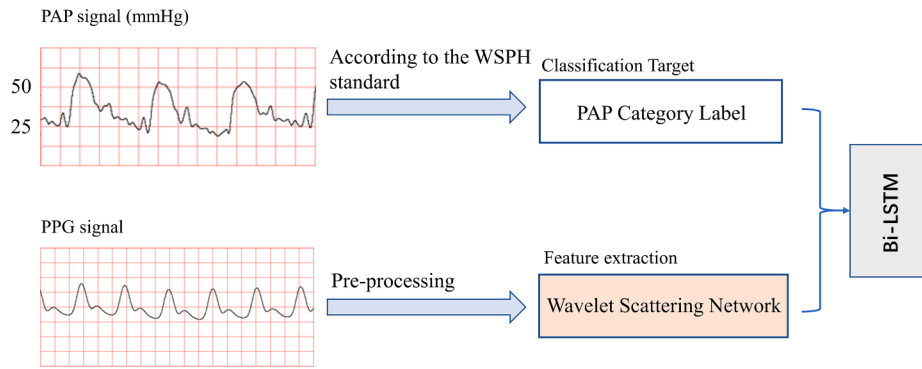 PAP signal (mmHg)
50
25
According to the WSPH
standard
Classification Target
PAP Category Label
Bi-LSTM
PPG signal
Pre-processing
Feature extraction
Wavelet Scattering Network